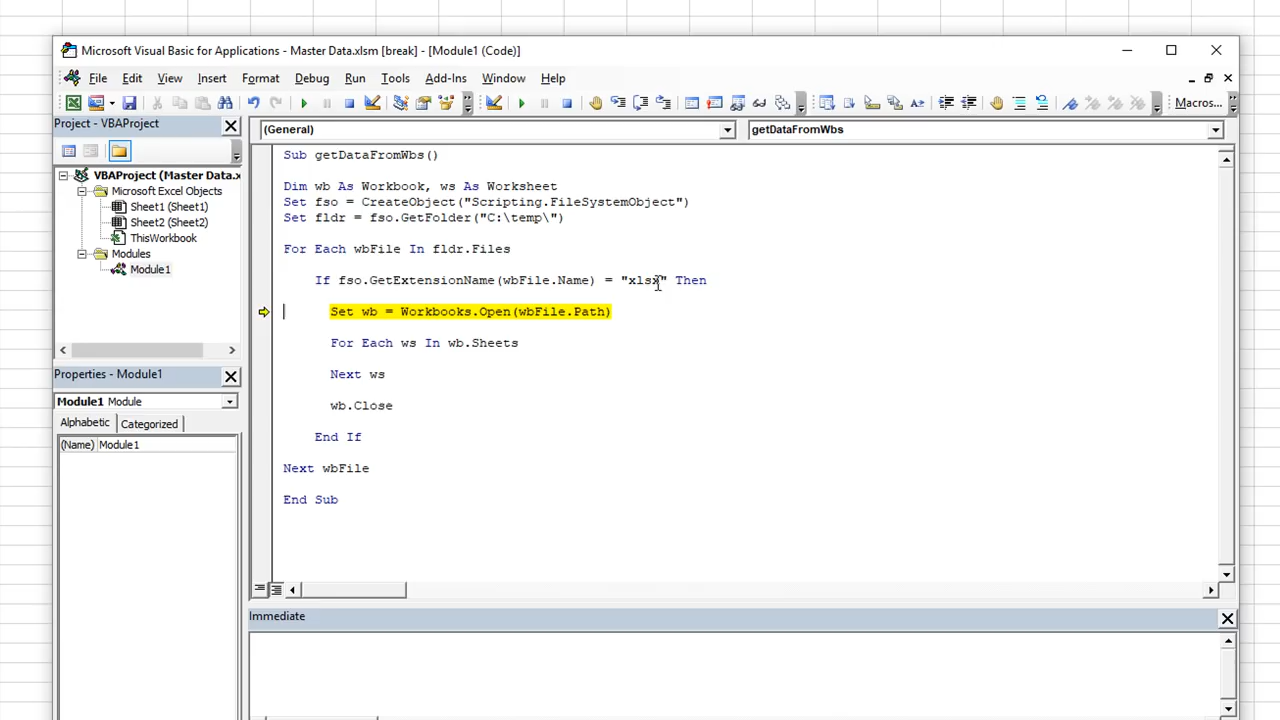 Microsoft Visual Basic for Applications - Master Data.xlsm [break] - [Module1 (Code)]
File Edit View Insert Format Debug Run Tools Add-Ins Window Help
Macros...
Project - VBAProject
VBAProject (Master Data.x
Microsoft Excel Objects
Sheet1 (Sheet1)
Sheet2 (Sheet2)
ThisWorkbook
Modules
Module1
Properties - Module1
Module1 Module
Alphabetic Categorized
(Name) Module1
(General) getDataFromWbs
Sub getDataFromWbs()
Dim wb As Workbook, ws As Worksheet
Set fso = CreateObject("Scripting.FileSystemObject")
Set fldr = fso.GetFolder("C:\temp\")
For Each wbFile In fldr.Files
If fso.GetExtensionName(wbFile.Name) = "xlsx" Then
Set wb = Workbooks.Open(wbFile.Path)
For Each ws In wb.Sheets
Next ws
wb.Close
End If
Next wbFile
End Sub
Immediate